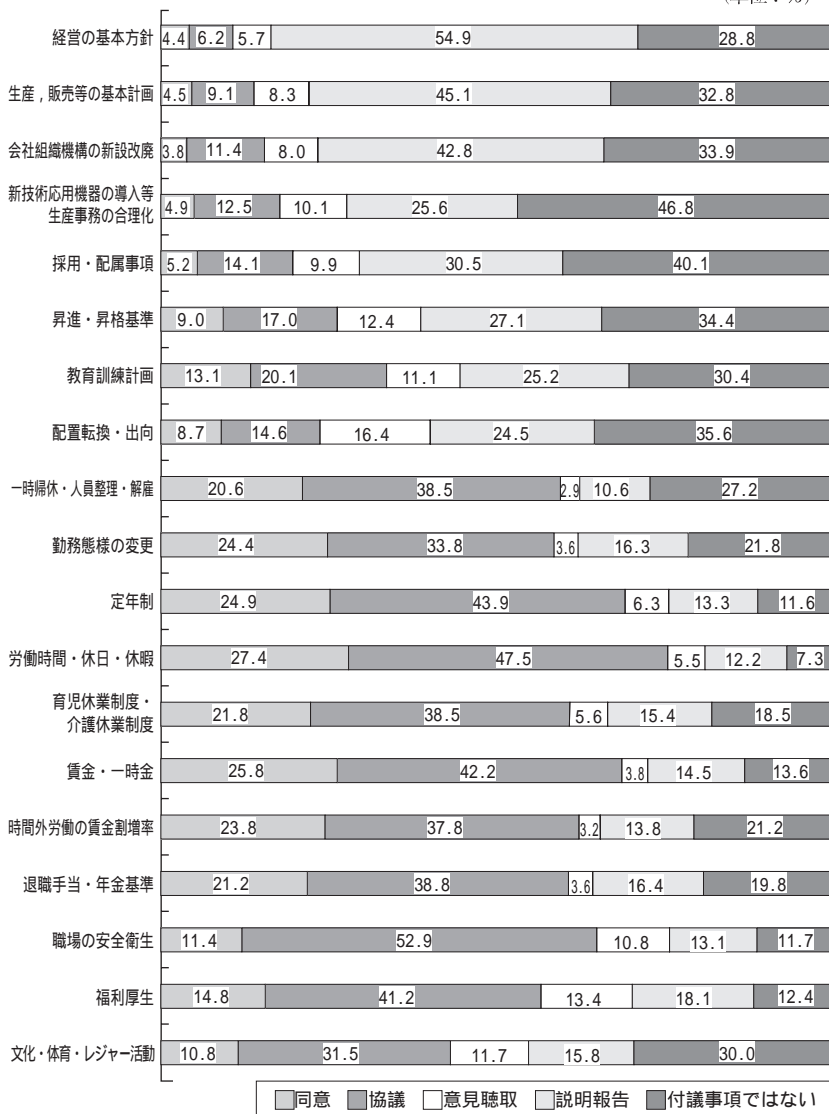 (単位:%)
経営の基本方針 4.4 6.2 5.7 54.9 28.8
生産,販売等の基本計画 4.5 9.1 8.3 45.1 32.8
会社組織機構の新設改廃 3.8 11.4 8.0 42.8 33.9
新技術応用機器の導入等
生産事務の合理化 4.9 12.5 10.1 25.6 46.8
採用・配属事項 5.2 14.1 9.9 30.5 40.1
昇進・昇格基準 9.0 17.0 12.4 27.1 34.4
教育訓練計画 13.1 20.1 11.1 25.2 30.4
配置転換・出向 8.7 14.6 16.4 24.5 35.6
一時帰休・人員整理・解雇 20.6 38.5 2.9 10.6 27.2
勤務態様の変更 24.4 33.8 3.6 16.3 21.8
定年制 24.9 43.9 6.3 13.3 11.6
労働時間・休日・休暇 27.4 47.5 5.5 12.2 7.3
育児休業制度・
介護休業制度 21.8 38.5 5.6 15.4 18.5
賃金・一時金 25.8 42.2 3.8 14.5 13.6
時間外労働の賃金割増率 23.8 37.8 3.2 13.8 21.2
退職手当・年金基準 21.2 38.8 3.6 16.4 19.8
職場の安全衛生 11.4 52.9 10.8 13.1 11.7
福利厚生 14.8 41.2 13.4 18.1 12.4
文化・体育・レジャー活動 10.8 31.5 11.7 15.8 30.0
同意 協議 意見聴取 説明報告 付議事項ではない